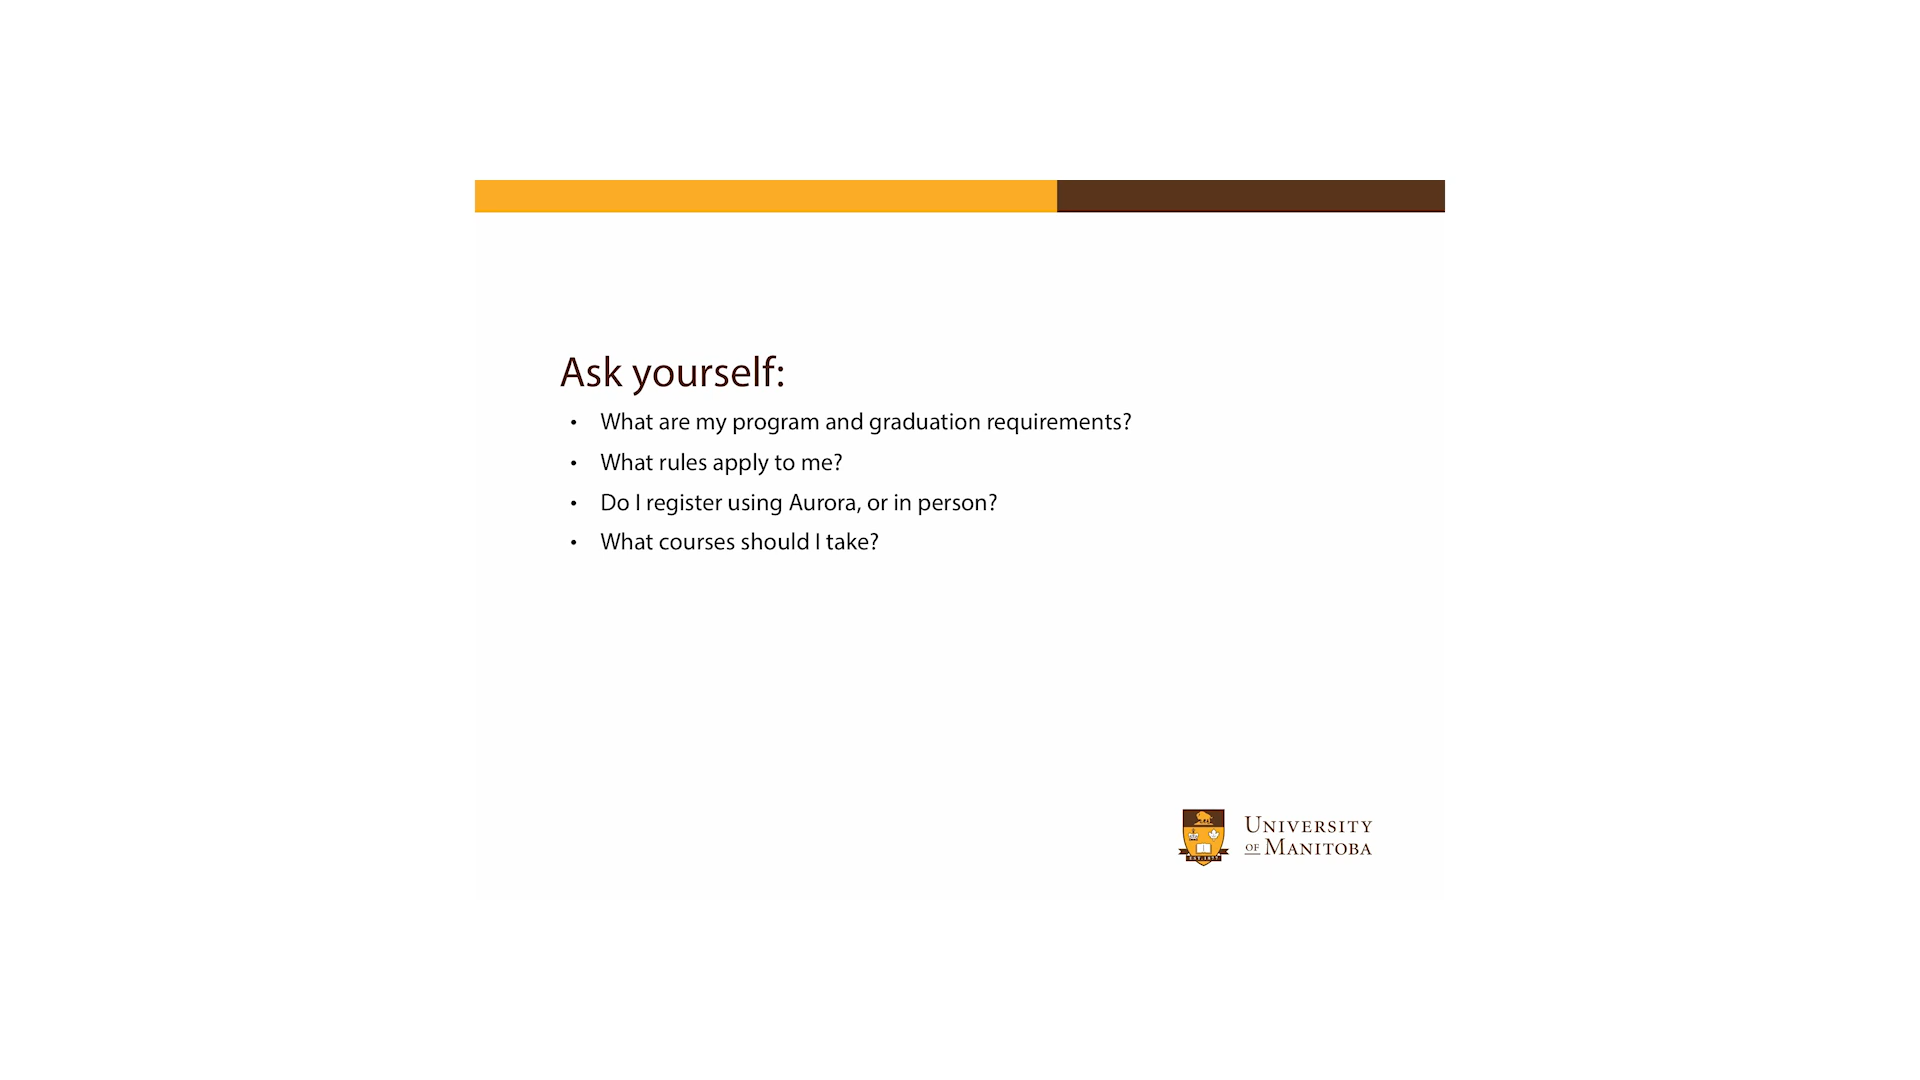 Ask yourself:
• What are my program and graduation requirements?
• What rules apply to me?
• Do I register using Aurora, or in person?
• What courses should I take?
UNIVERSITY
OF MANITOBA